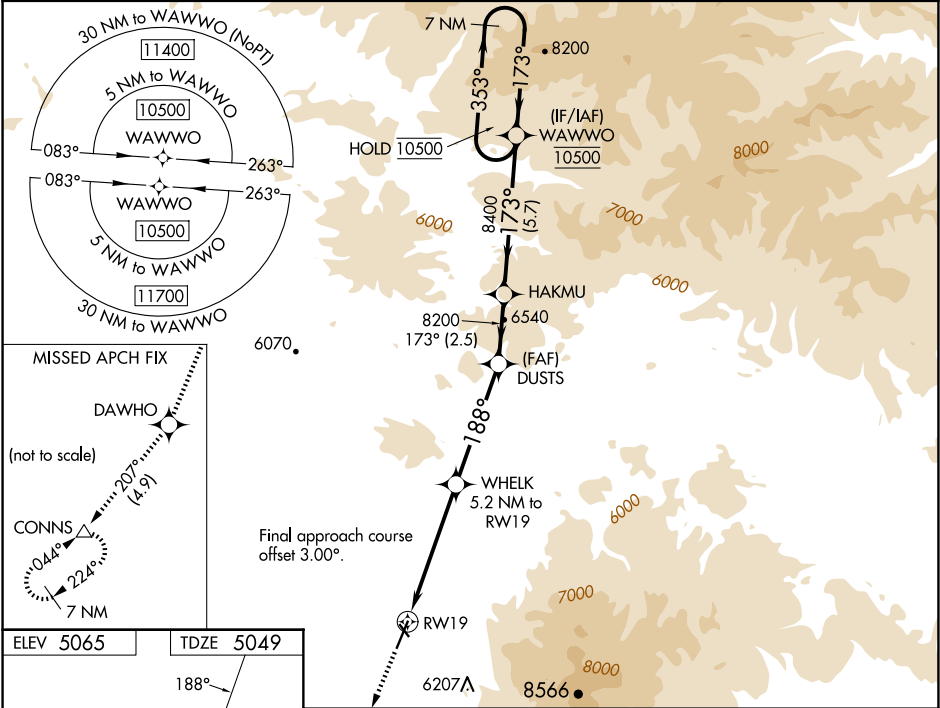 30 NM to WAWWO (NoPT)
11400
5 NM to WAWWO
10500
WAWWO
083°
263°
083°
263°
WAWWO
10500
5 NM to WAWWO
11700
30 NM to WAWWO
7 NM
8200
353°
173°
(IF/IAF)
WAWWO
10500
HOLD 10500
8000
7000
6000
6000
8400
173°
(5.7)
HAKMU
8200
6540
173° (2.5)
(FAF)
DUSTS
6070
188°
WHELK
5.2 NM to
RW19
6000
Final approach course
offset 3.00°.
7000
RW19
8000
6207
8566
MISSED APCH FIX
DAWHO
(not to scale)
207°
(4.9)
CONNS
044°
224°
7 NM
ELEV 5065
TDZE 5049
188°